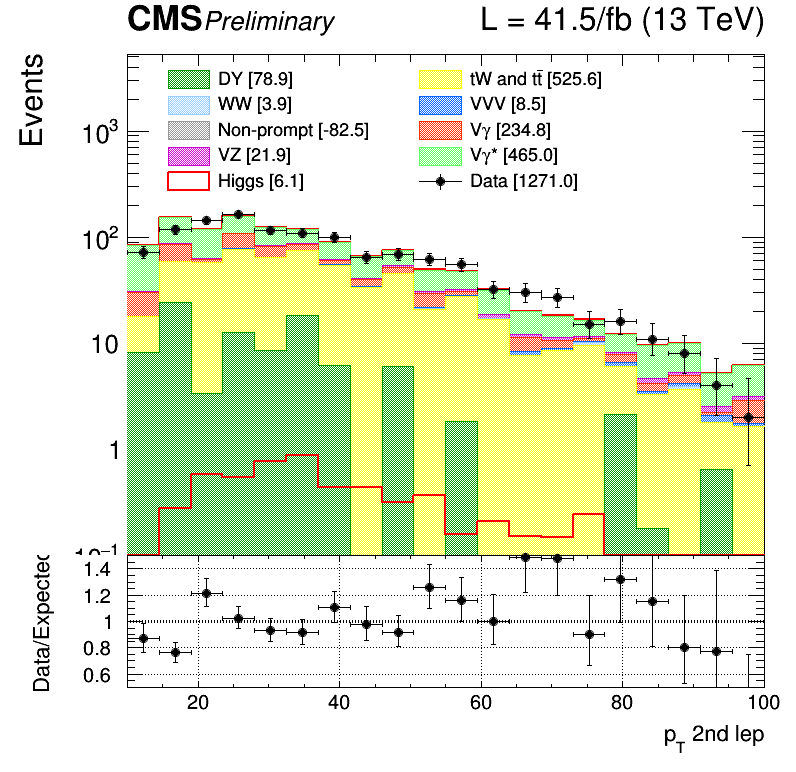 CMS Preliminary L = 41.5/fb (13 TeV)
Events
DY [78.9]
WW [3.9]
Non-prompt [-82.5]
VZ [21.9]
Higgs [6.1]
tW and tt̄ [525.6]
VVV [8.5]
Vγ [234.8]
Vγ* [465.0]
Data [1271.0]
10³
10²
10
1
10⁻¹
Data/Expected
1.4
1.2
1
0.8
0.6
20 40 60 80 100
p_T 2nd lep